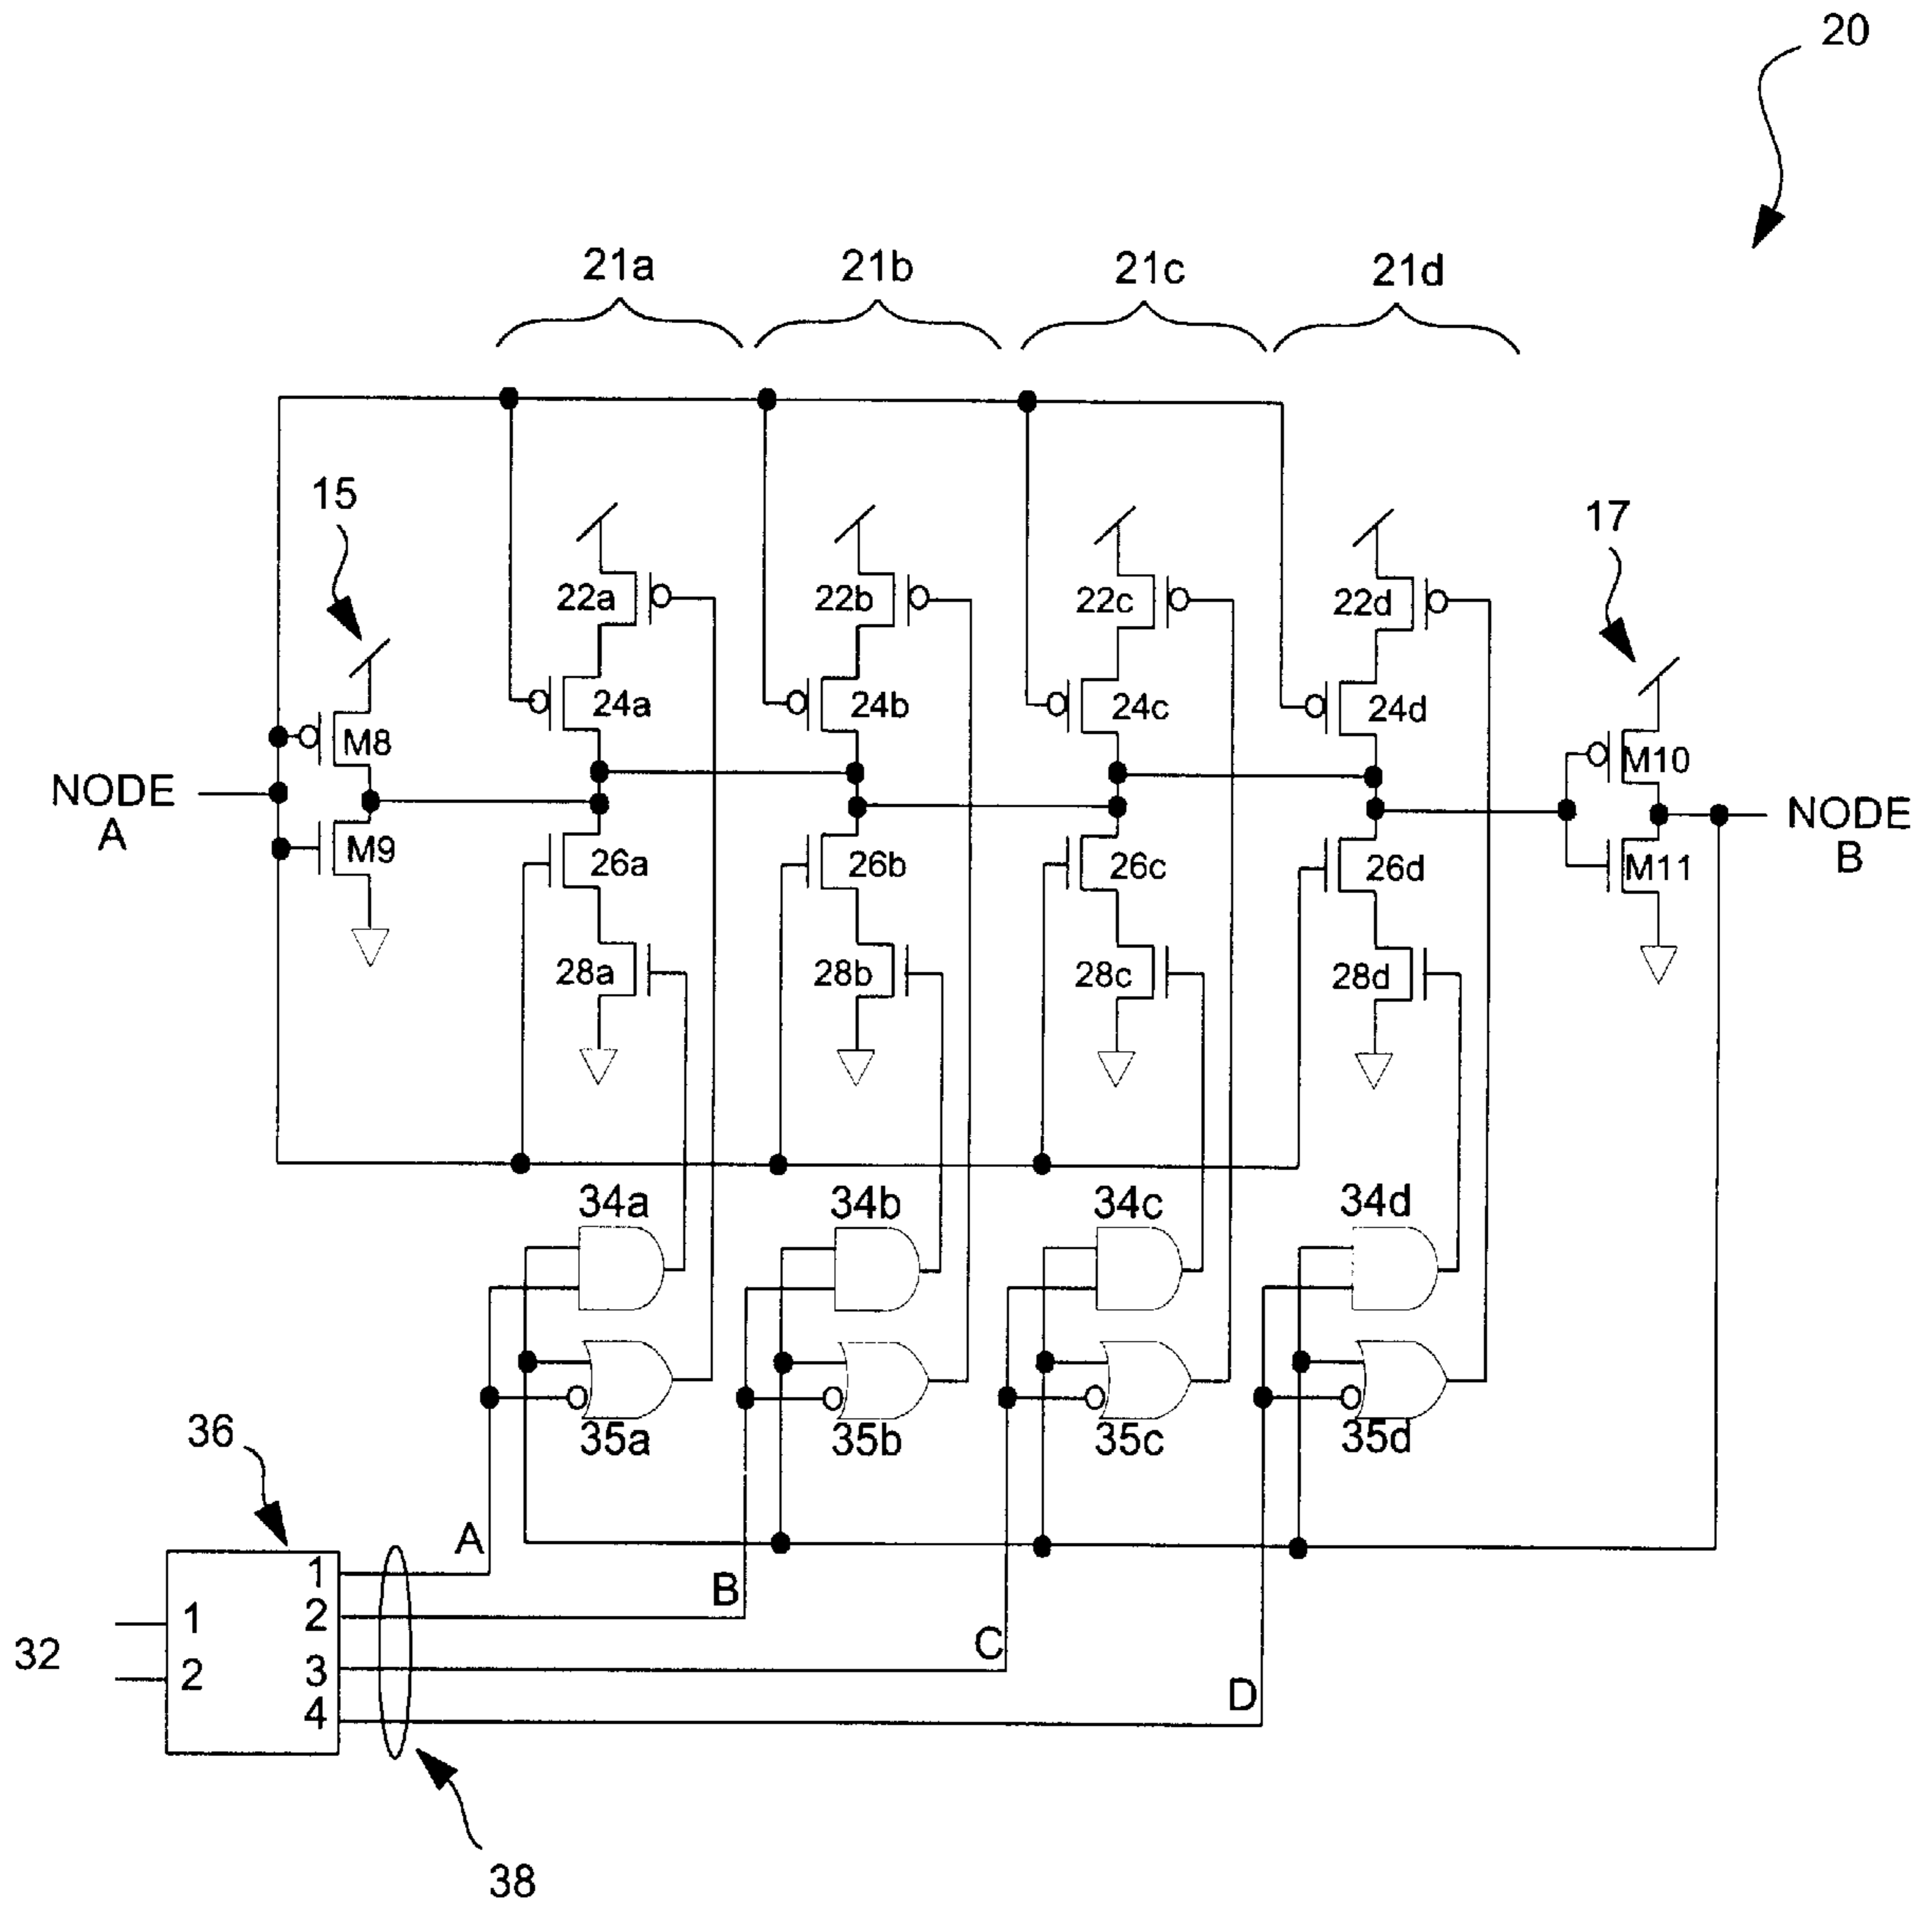 20
21a 21b 21c 21d
15 17
22a 22b 22c 22d
24a 24b 24c 24d
M8 M10
NODE
A
NODE
B
M9 26a 26b 26c 26d M11
28a 28b 28c 28d
34a 34b 34c 34d
35a 35b 35c 35d
36
A
1
1 2 B
32
2 3 C
4 D
38